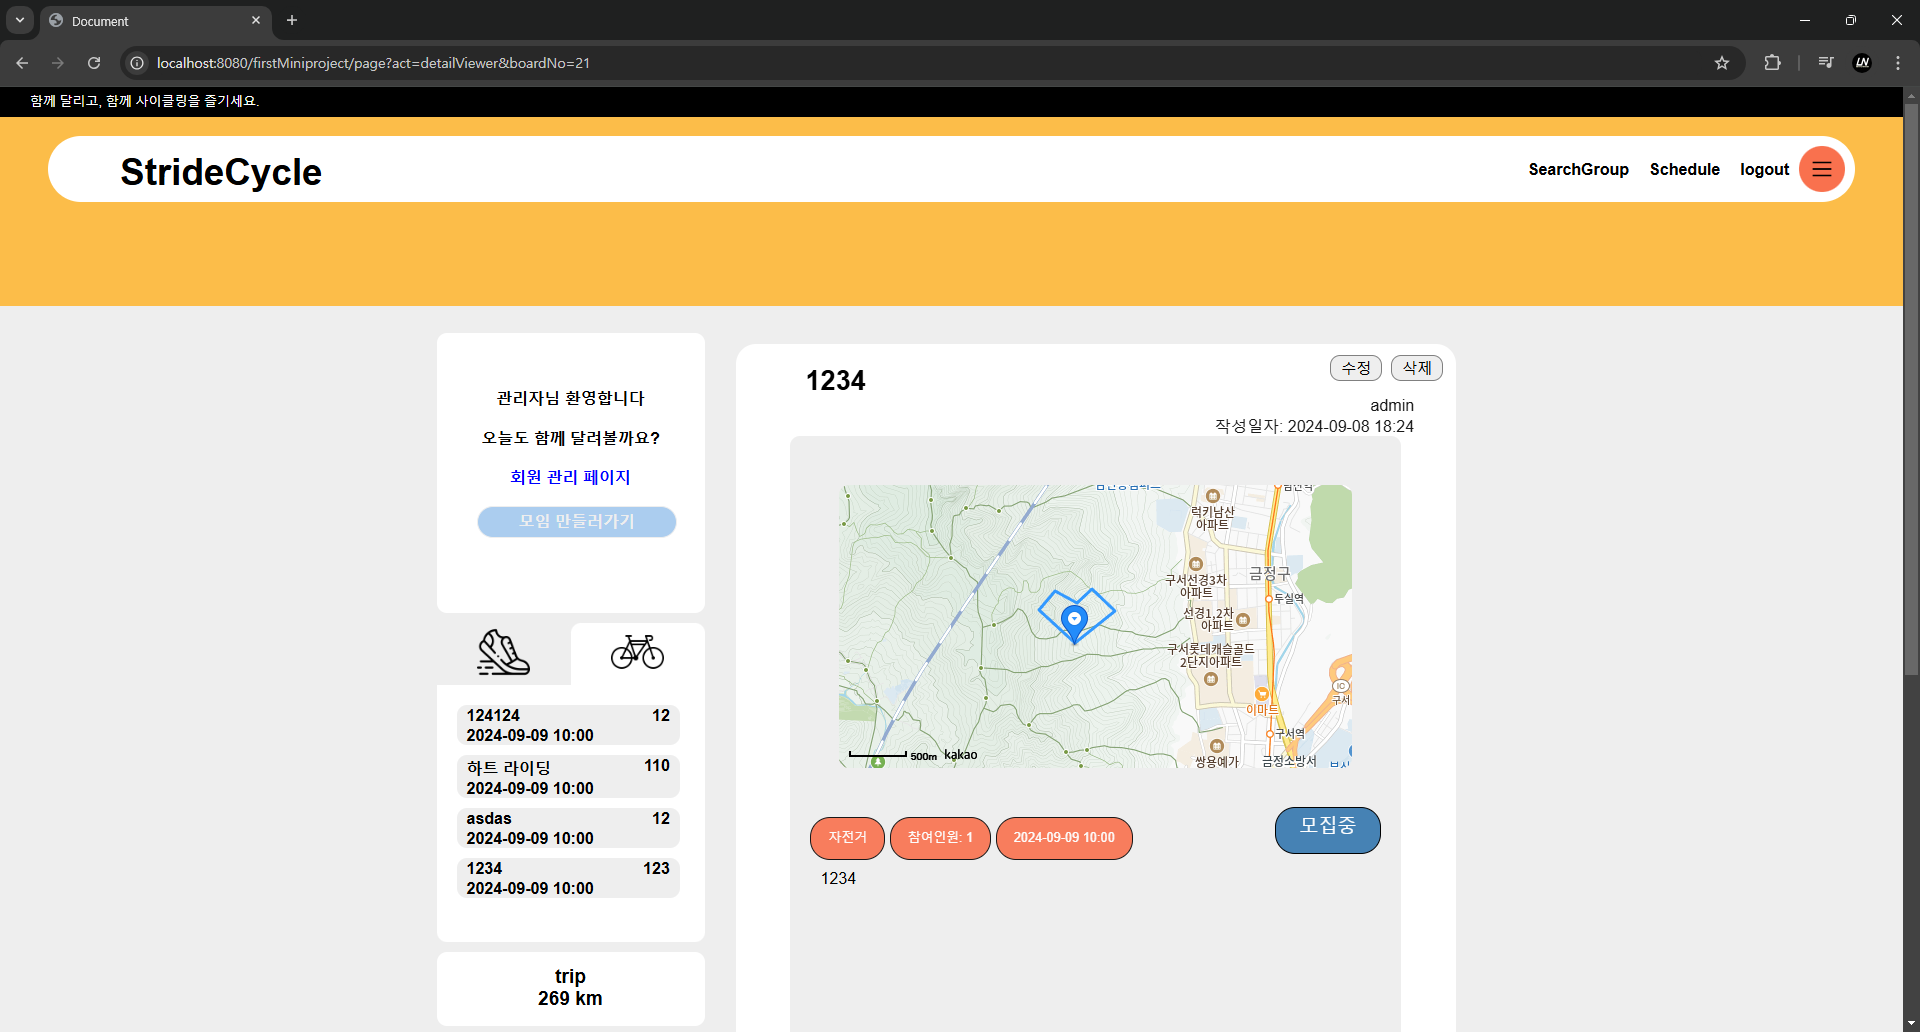 Document
localhost:8080/firstMiniproject/page?act=detailViewer&boardNo=21
LN
함께 달리고, 함께 사이클링을 즐기세요.
StrideCycle
SearchGroup
Schedule
logout
관리자님 환영합니다
오늘도 함께 달려볼까요?
회원 관리 페이지
모임 만들러가기
124124 12
2024-09-09 10:00
하트 라이딩 110
2024-09-09 10:00
asdas 12
2024-09-09 10:00
1234 123
2024-09-09 10:00
trip
269 km
1234
수정
삭제
admin
작성일자: 2024-09-08 18:24
럭키남산
아파트
구서선경3차
아파트
금정구
두실역
선경1,2차
아파트
구서롯데캐슬골드
2단지아파트
IC
이마트
구서역
쌍용예가
금정소방서
500m kakao
자전거
참여인원: 1
2024-09-09 10:00
모집중
1234